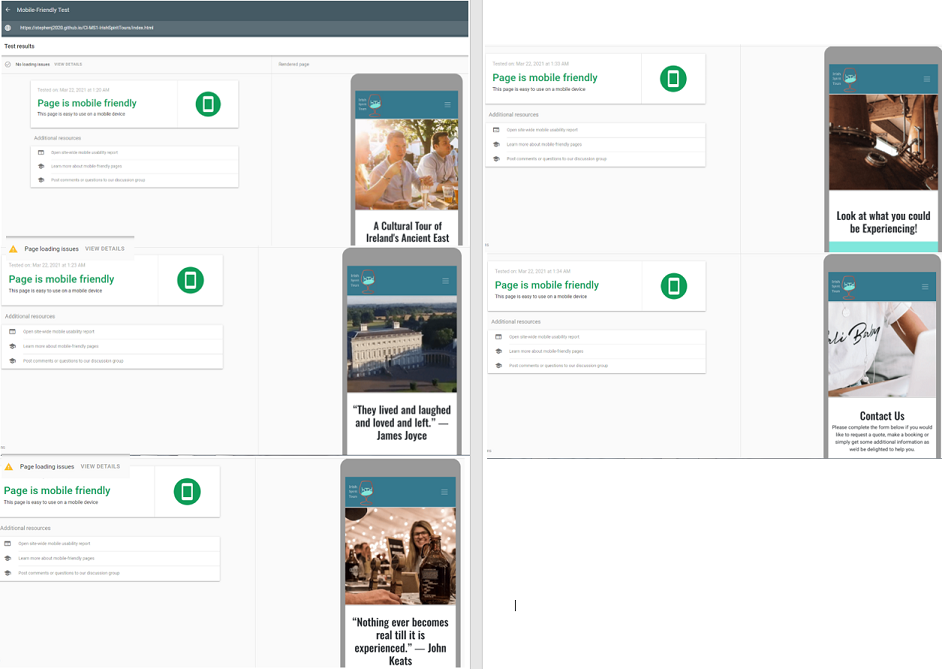 Mobile-Friendly Test
https://stephenj2020.github.io/CI-MS1-IrishSpiritTours/index.html
Test results
No loading issues VIEW DETAILS
Rendered page
Tested on: Mar 22, 2021 at 1:20 AM
Page is mobile friendly
This page is easy to use on a mobile device
Additional resources
Open site-wide mobile usability report
Learn more about mobile-friendly pages
Post comments or questions to our discussion group
Irish
Spirit
Tours
A Cultural Tour of
Ireland's Ancient East
Page loading issues VIEW DETAILS
Tested on: Mar 22, 2021 at 1:23 AM
Page is mobile friendly
This page is easy to use on a mobile device
Additional resources
Open site-wide mobile usability report
Learn more about mobile-friendly pages
Post comments or questions to our discussion group
Irish
Spirit
Tours
“They lived and laughed
and loved and left.” —
James Joyce
Page loading issues VIEW DETAILS
Page is mobile friendly
This page is easy to use on a mobile device
Additional resources
Open site-wide mobile usability report
Learn more about mobile-friendly pages
Post comments or questions to our discussion group
Irish
Spirit
Tours
“Nothing ever becomes
real till it is
experienced.” — John
Keats
Tested on: Mar 22, 2021 at 1:33 AM
Page is mobile friendly
This page is easy to use on a mobile device
Additional resources
Open site-wide mobile usability report
Learn more about mobile-friendly pages
Post comments or questions to our discussion group
Irish
Spirit
Tours
Look at what you could
be Experiencing!
Tested on: Mar 22, 2021 at 1:34 AM
Page is mobile friendly
This page is easy to use on a mobile device
Additional resources
Open site-wide mobile usability report
Learn more about mobile-friendly pages
Post comments or questions to our discussion group
Irish
Spirit
Tours
Contact Us
Please complete the form below if you would
like to request a quote, make a booking or
simply get some additional information as
we'd be delighted to help you.